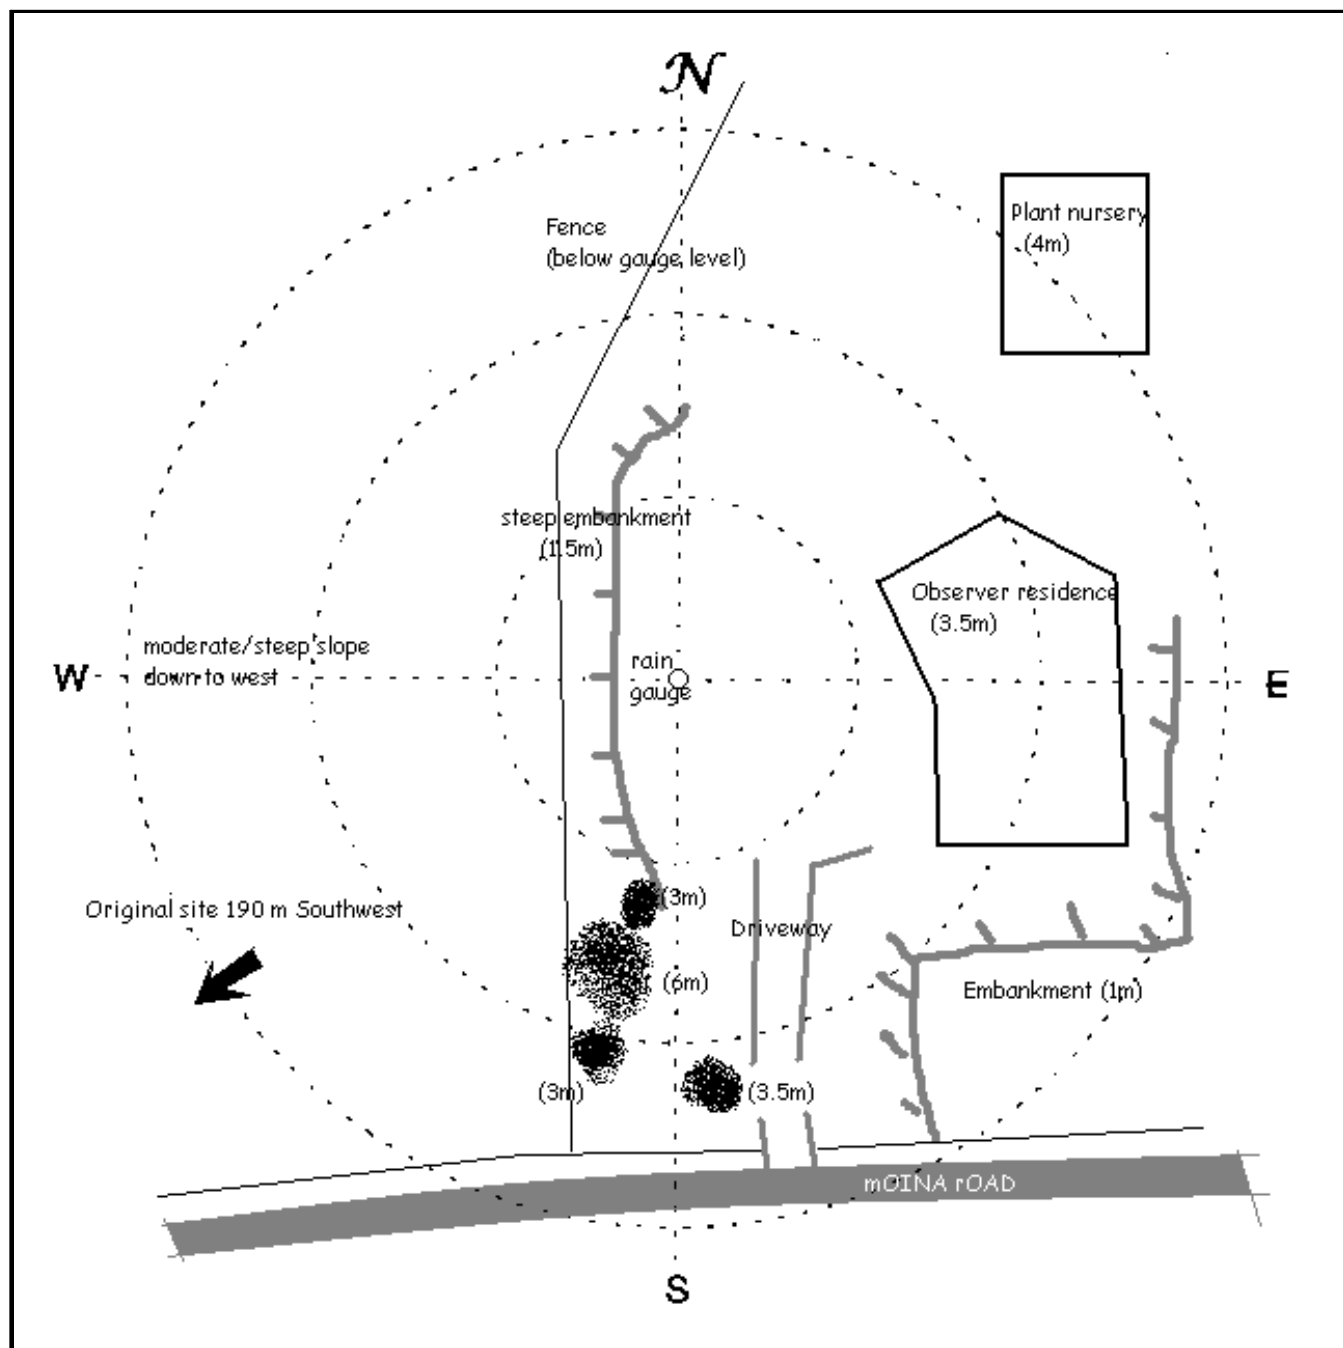 N
Plant nursery
(4m)
Fence
(below gauge level)
steep embankment
(1.5m)
Observer residence
(3.5m)
moderate/steep slope
down to west
rain
gauge
W
E
(3m)
Original site 190 m Southwest
Driveway
(6m)
Embankment (1m)
(3m)
(3.5m)
mOINA rOAD
S